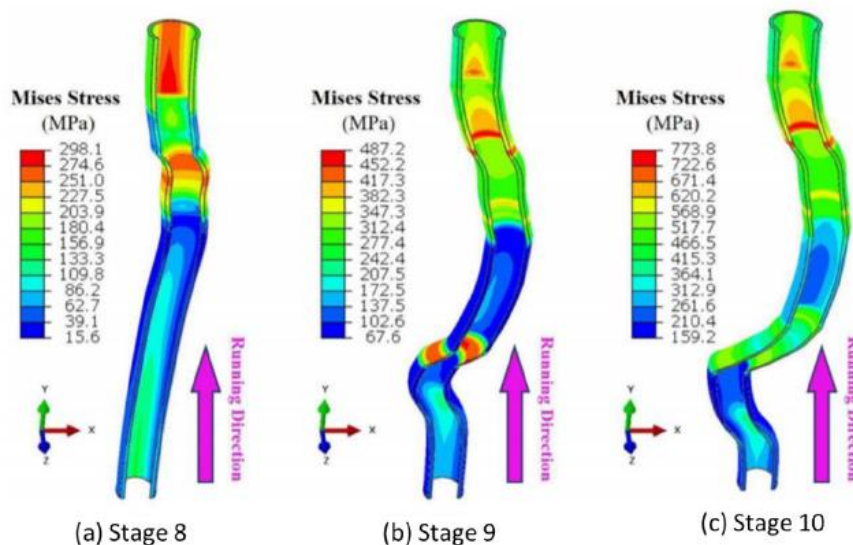 Mises Stress
(MPa)
298.1
274.6
251.0
227.5
203.9
180.4
156.9
133.3
109.8
86.2
62.7
39.1
15.6
Running Direction
Y
X
Z
(a) Stage 8
Mises Stress
(MPa)
487.2
452.2
417.3
382.3
347.3
312.4
277.4
242.4
207.5
172.5
137.5
102.6
67.6
Running Direction
Y
X
Z
(b) Stage 9
Mises Stress
(MPa)
773.8
722.6
671.4
620.2
568.9
517.7
466.5
415.3
364.1
312.9
261.6
210.4
159.2
Running Direction
Y
X
Z
(c) Stage 10